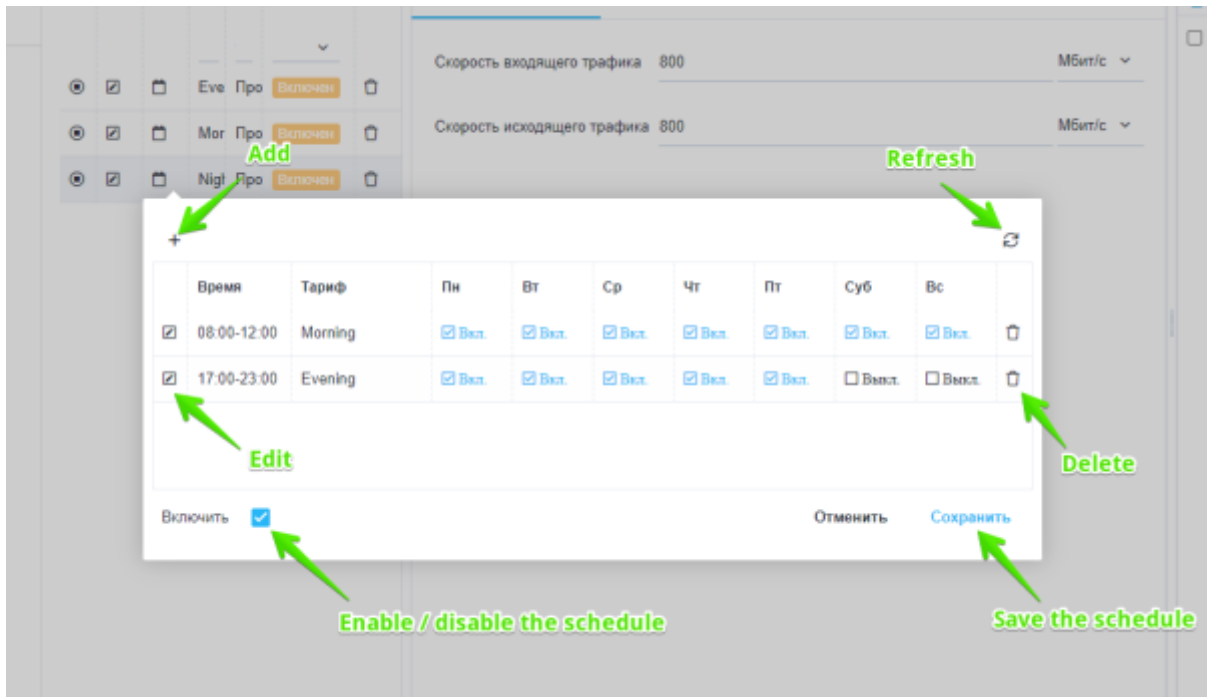 Скорость входящего трафика 800 Мбит/с
Eve Про Включен
Скорость исходящего трафика 800 Мбит/с
Mor Про Включен
Add
Refresh
Nigh Про Включен
+
Время Тариф Пн Вт Ср Чт Пт Суб Вс
08:00-12:00 Morning Вкл. Вкл. Вкл. Вкл. Вкл. Вкл. Вкл.
17:00-23:00 Evening Вкл. Вкл. Вкл. Вкл. Вкл. Выкл. Выкл.
Edit
Delete
Включить Отменить Сохранить
Enable / disable the schedule
Save the schedule